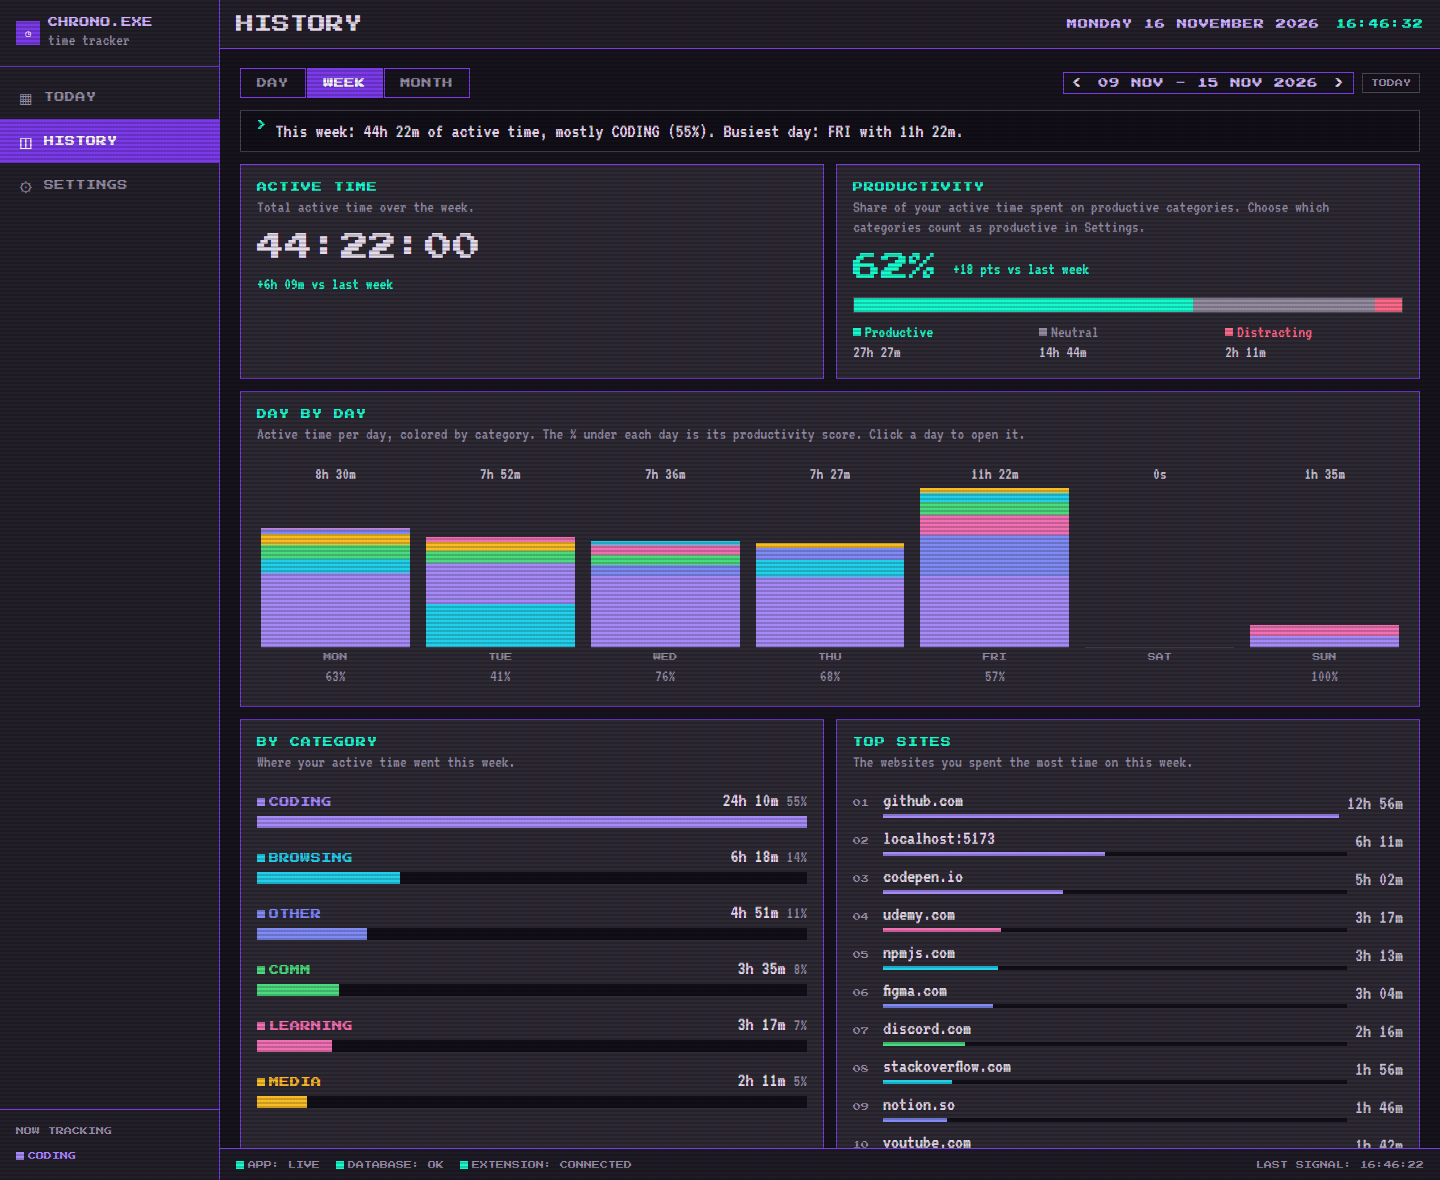 CHRONO.EXE
time tracker
TODAY
HISTORY
SETTINGS
NOW TRACKING
CODING
HISTORY
MONDAY 16 NOVEMBER 2026 16:46:32
DAY WEEK MONTH
< 09 NOV – 15 NOV 2026 > TODAY
> This week: 44h 22m of active time, mostly CODING (55%). Busiest day: FRI with 11h 22m.
ACTIVE TIME
Total active time over the week.
44:22:00
+6h 09m vs last week
PRODUCTIVITY
Share of your active time spent on productive categories. Choose which
categories count as productive in Settings.
62% +18 pts vs last week
Productive Neutral Distracting
27h 27m 14h 44m 2h 11m
DAY BY DAY
Active time per day, colored by category. The % under each day is its productivity score. Click a day to open it.
8h 30m 7h 52m 7h 36m 7h 27m 11h 22m 0s 1h 35m
MON TUE WED THU FRI SAT SUN
63% 41% 76% 68% 57% 100%
BY CATEGORY
Where your active time went this week.
CODING 24h 10m 55%
BROWSING 6h 18m 14%
OTHER 4h 51m 11%
COMM 3h 35m 8%
LEARNING 3h 17m 7%
MEDIA 2h 11m 5%
TOP SITES
The websites you spent the most time on this week.
01 github.com 12h 56m
02 localhost:5173 6h 11m
03 codepen.io 5h 02m
04 udemy.com 3h 17m
05 npmjs.com 3h 13m
06 figma.com 3h 04m
07 discord.com 2h 16m
08 stackoverflow.com 1h 56m
09 notion.so 1h 46m
10 youtube.com 1h 42m
APP: LIVE DATABASE: OK EXTENSION: CONNECTED
LAST SIGNAL: 16:46:22